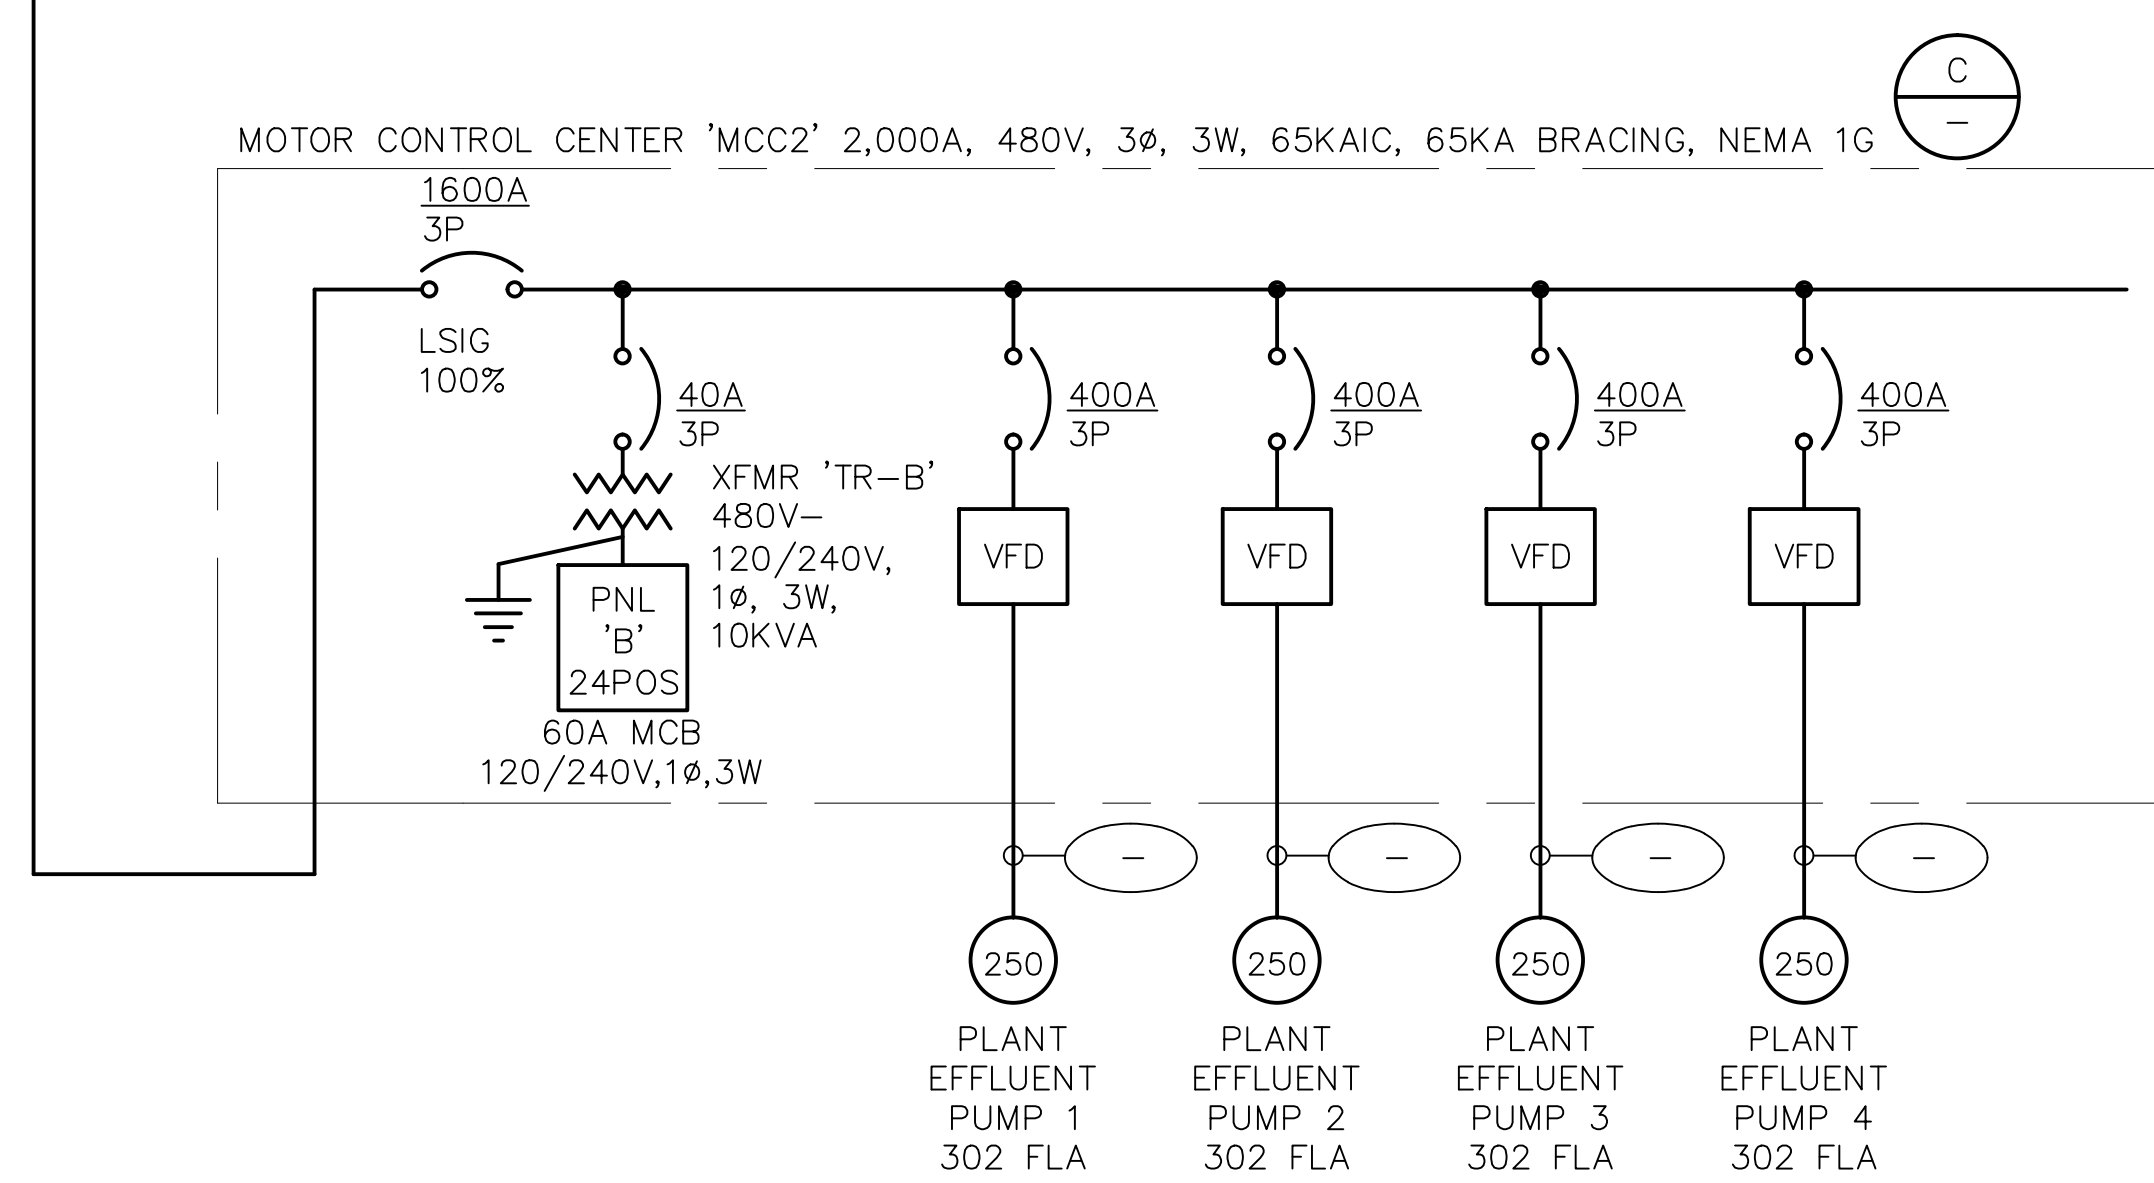 C
–
MOTOR CONTROL CENTER 'MCC2' 2,000A, 480V, 3ø, 3W, 65KAIC, 65KA BRACING, NEMA 1G
1600A
3P
LSIG
100%
40A
3P
400A
3P
400A
3P
400A
3P
400A
3P
XFMR 'TR–B'
480V–
120/240V,
1ø, 3W,
10KVA
PNL
'B'
24POS
60A MCB
120/240V,1ø,3W
VFD
VFD
VFD
VFD
–
–
–
–
250
250
250
250
PLANT
EFFLUENT
PUMP 1
302 FLA
PLANT
EFFLUENT
PUMP 2
302 FLA
PLANT
EFFLUENT
PUMP 3
302 FLA
PLANT
EFFLUENT
PUMP 4
302 FLA